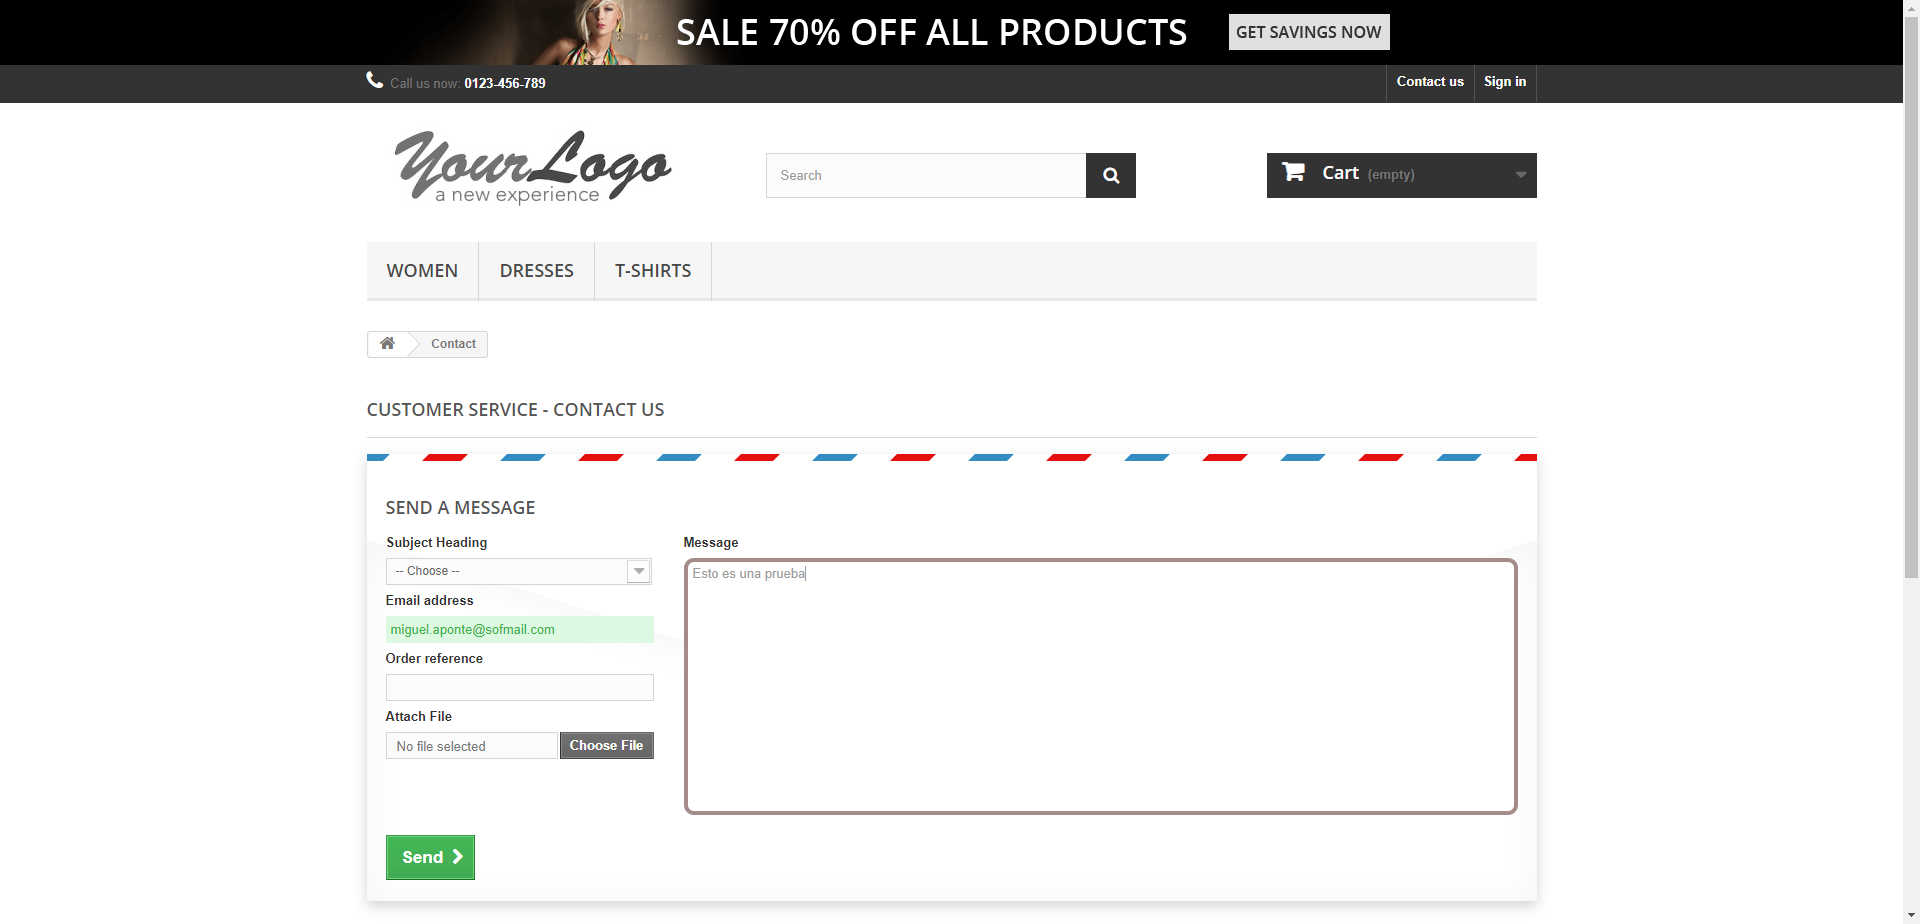 SALE 70% OFF ALL PRODUCTS GET SAVINGS NOW
Call us now: 0123-456-789 Contact us Sign in
YourLogo
a new experience
Search
Cart (empty)
WOMEN DRESSES T-SHIRTS
Contact
CUSTOMER SERVICE - CONTACT US
SEND A MESSAGE
Subject Heading
-- Choose --
Email address
miguel.aponte@sofmail.com
Order reference
Attach File
No file selected Choose File
Message
Esto es una prueba
Send